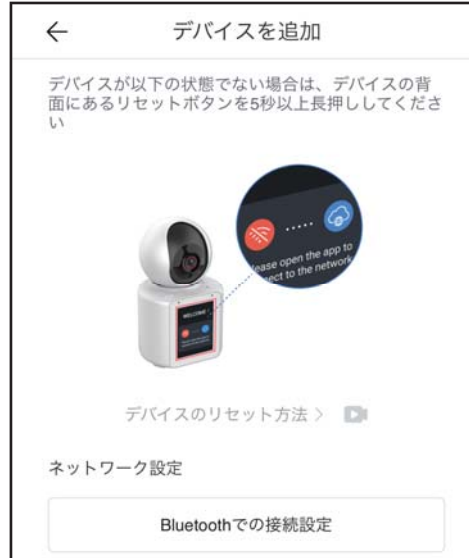 デバイスを追加
デバイスが以下の状態でない場合は、デバイスの背
面にあるリセットボタンを5秒以上長押ししてくださ
い
ease open the app to
ect to the network
WELCOME
デバイスのリセット方法 >
ネットワーク設定
Bluetoothでの接続設定